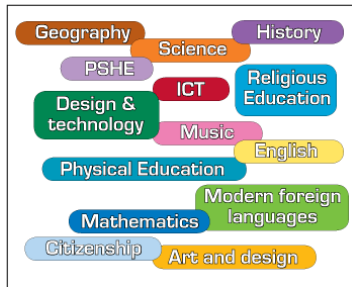 Geography
History
Science
PSHE
ICT
Religious
Education
Design &
technology
Music
English
Physical Education
Modern foreign
languages
Mathematics
Citizenship
Art and design